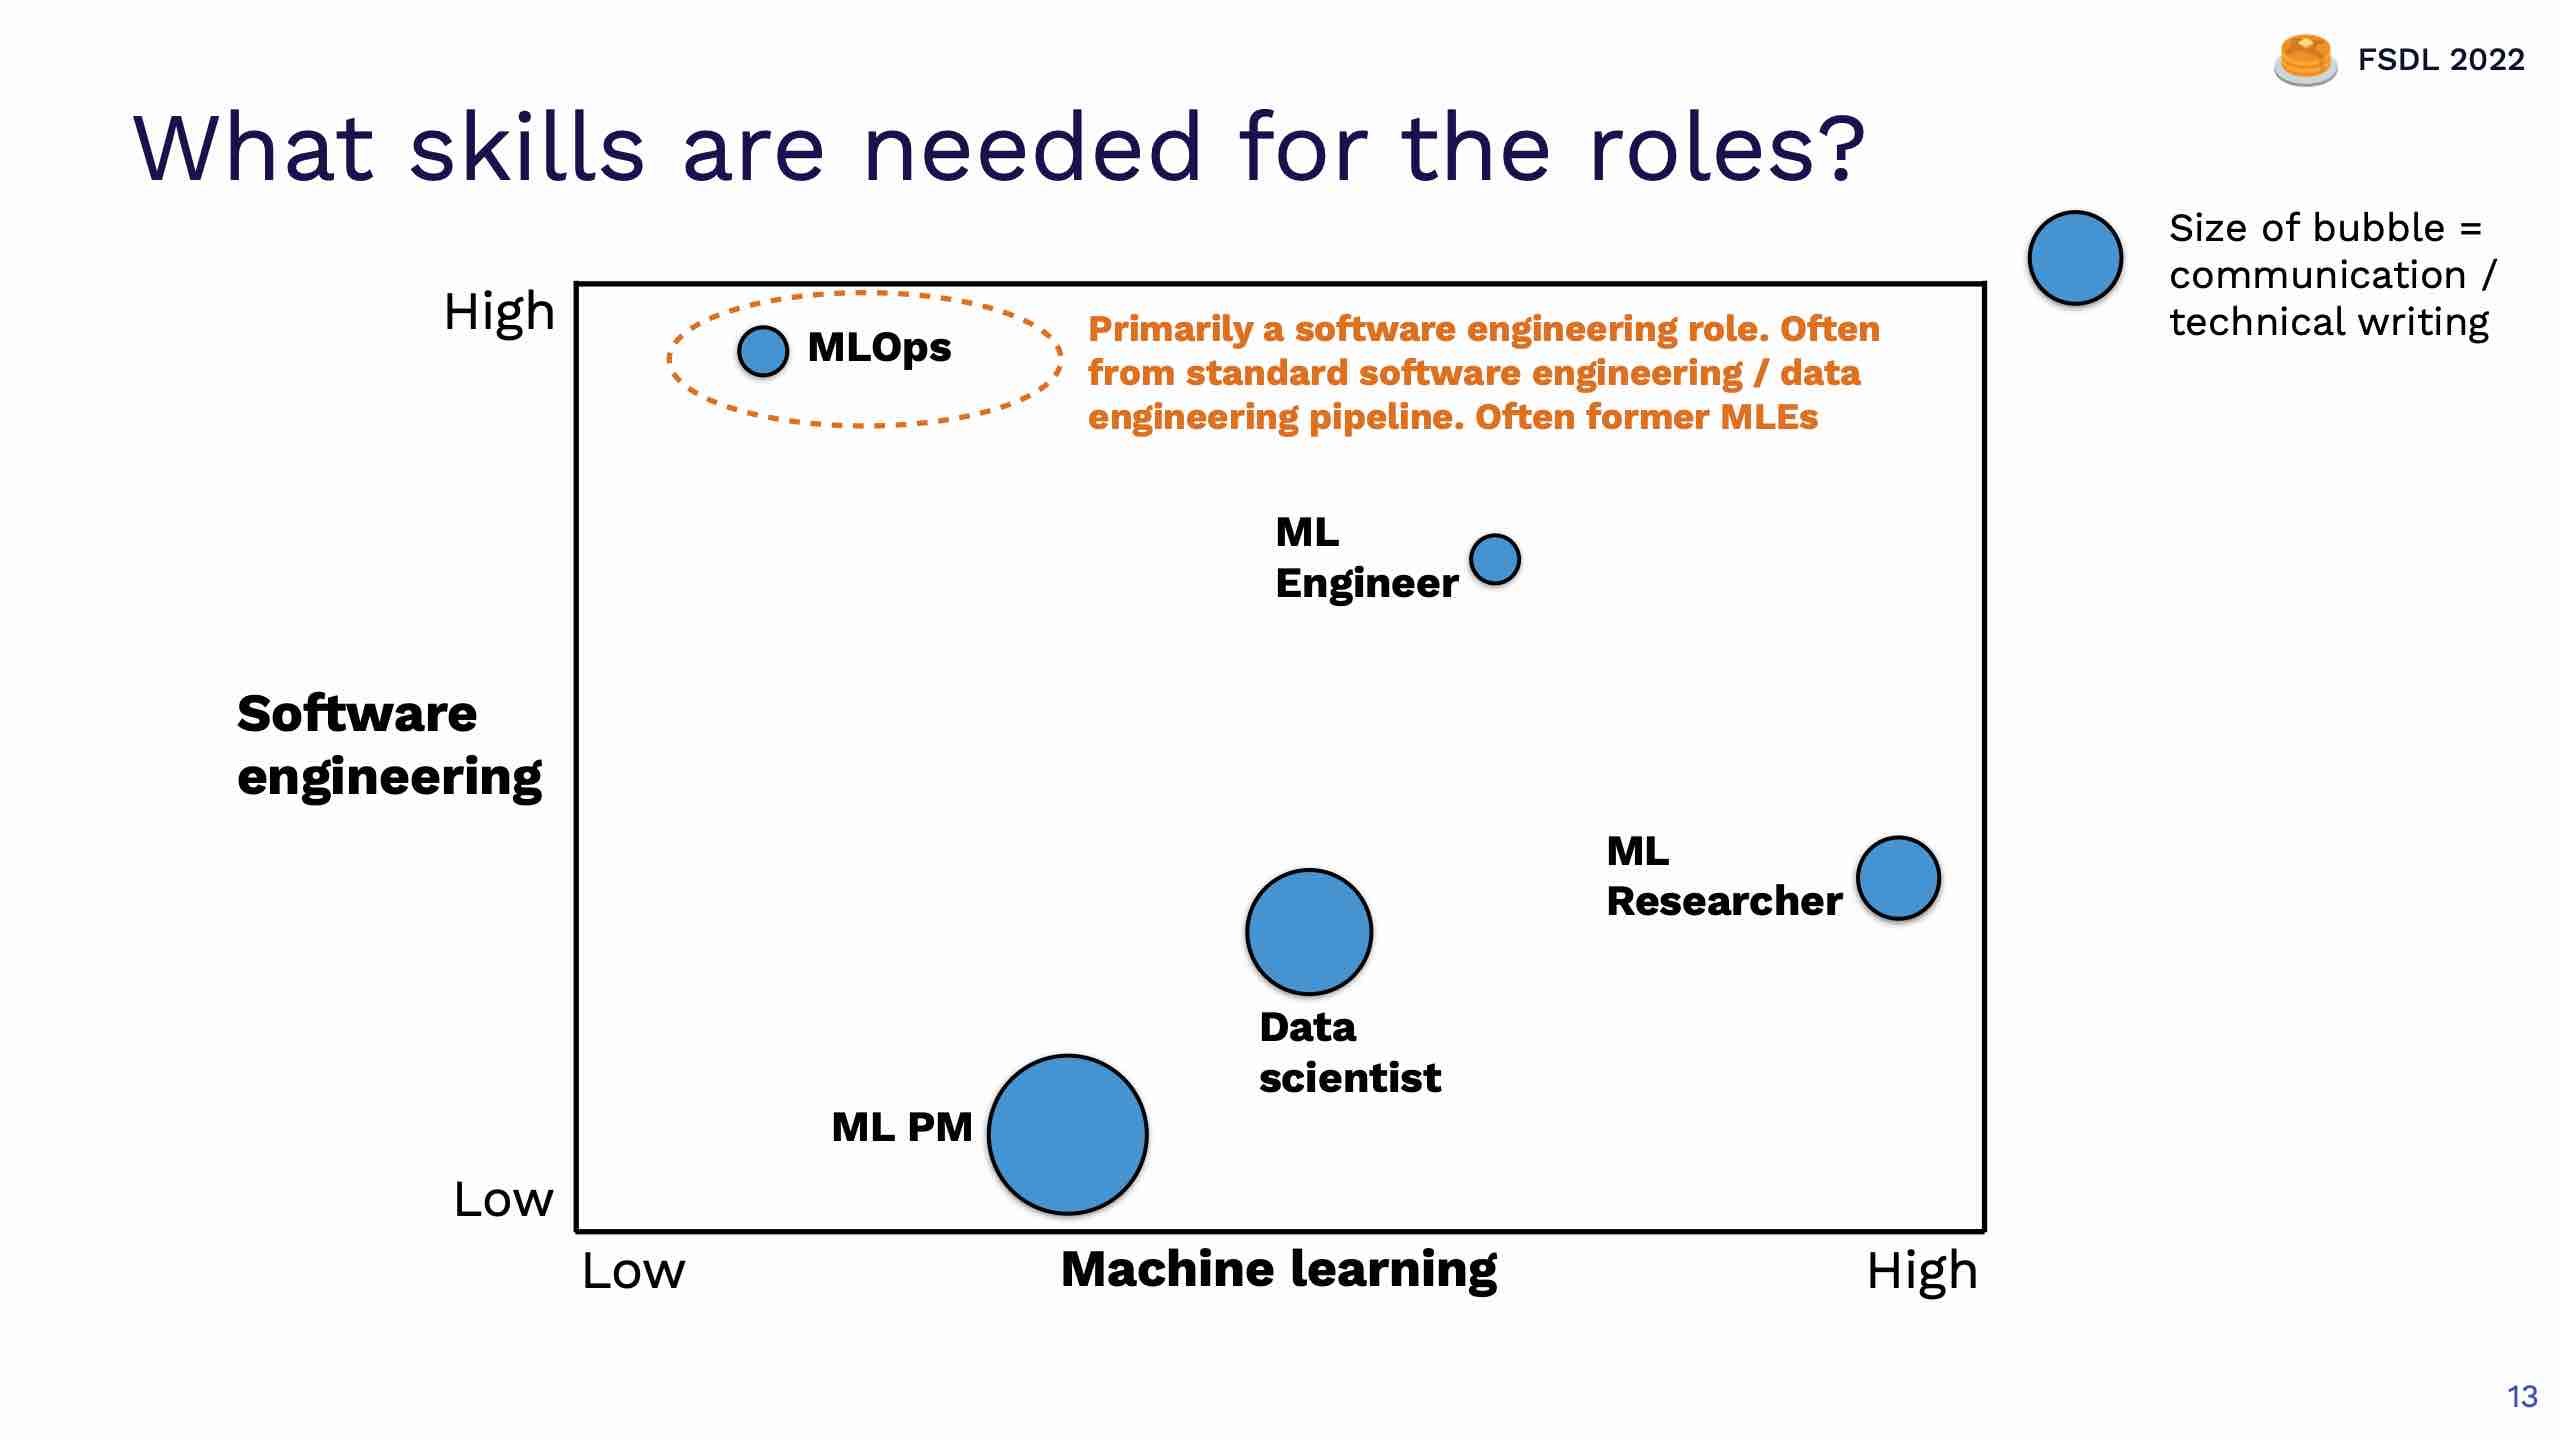 FSDL 2022
What skills are needed for the roles?
Size of bubble =
communication /
technical writing
High
MLOps
Primarily a software engineering role. Often
from standard software engineering / data
engineering pipeline. Often former MLEs
ML
Engineer
Software
engineering
ML
Researcher
Data
scientist
ML PM
Low
Low
Machine learning
High
13